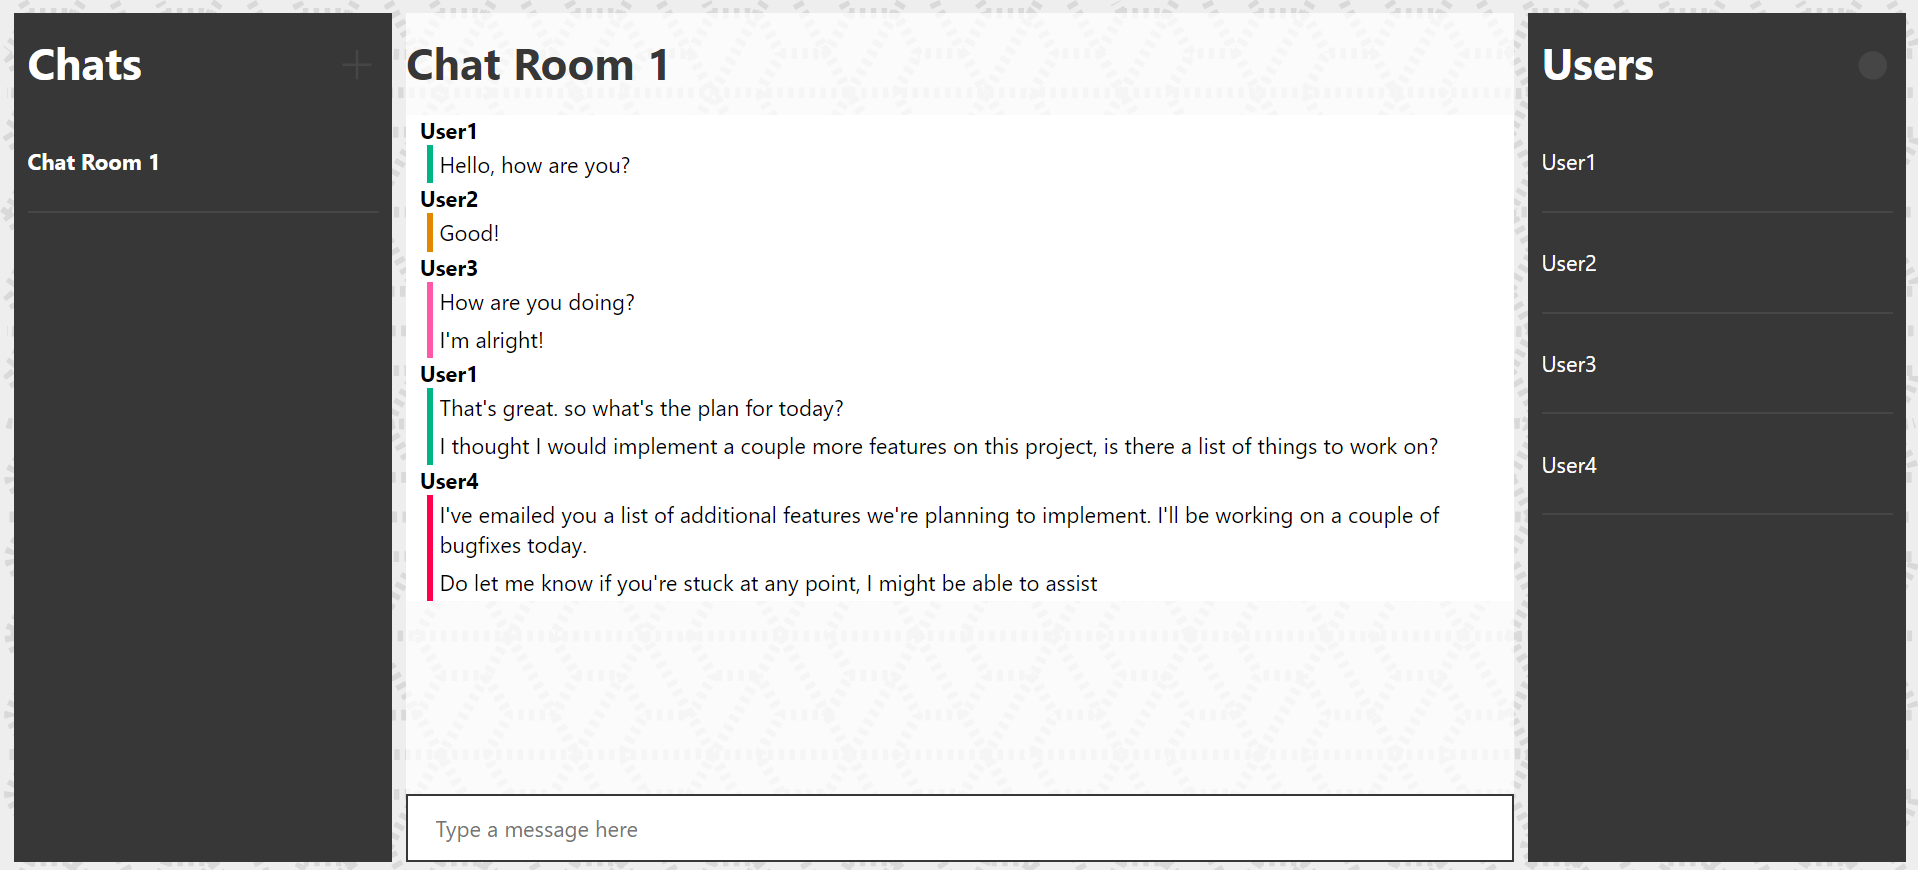 Chats
Chat Room 1
Chat Room 1
User1
Hello, how are you?
User2
Good!
User3
How are you doing?
I'm alright!
User1
That's great. so what's the plan for today?
I thought I would implement a couple more features on this project, is there a list of things to work on?
User4
I've emailed you a list of additional features we're planning to implement. I'll be working on a couple of
bugfixes today.
Do let me know if you're stuck at any point, I might be able to assist
Type a message here
Users
User1
User2
User3
User4